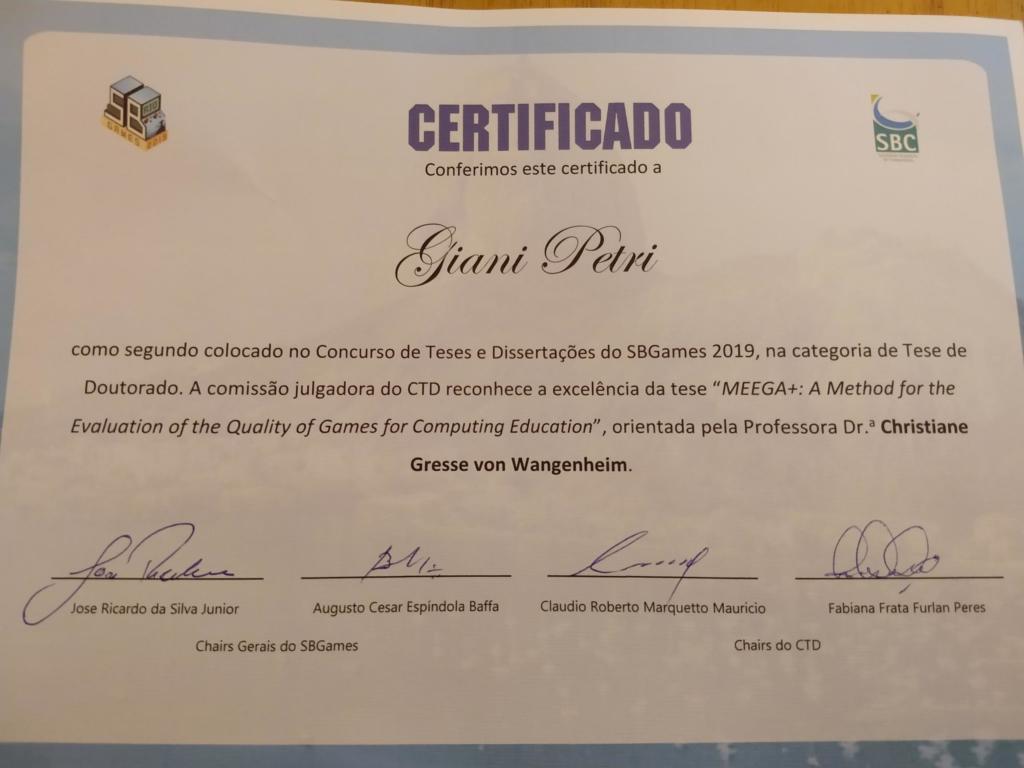 SB
GAMES 2019
SBC
CERTIFICADO
Conferimos este certificado a
Giani Petri
como segundo colocado no Concurso de Teses e Dissertações do SBGames 2019, na categoria de Tese de
Doutorado. A comissão julgadora do CTD reconhece a excelência da tese “MEEGA+: A Method for the
Evaluation of the Quality of Games for Computing Education”, orientada pela Professora Dr.ª Christiane
Gresse von Wangenheim.
Jose Ricardo da Silva Junior
Augusto Cesar Espíndola Baffa
Claudio Roberto Marquetto Mauricio
Fabiana Frata Furlan Peres
Chairs Gerais do SBGames
Chairs do CTD